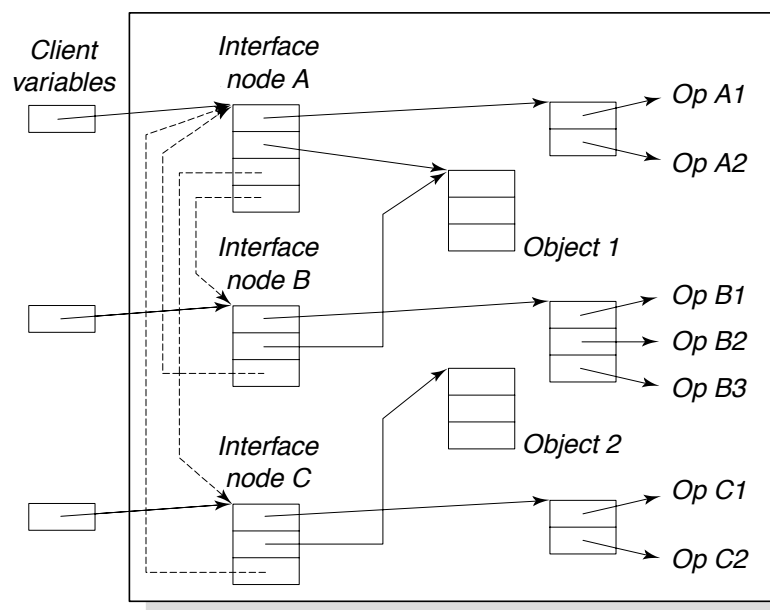 Client
variables
Interface
node A
Op A1
Op A2
Object 1
Interface
node B
Op B1
Op B2
Op B3
Object 2
Interface
node C
Op C1
Op C2